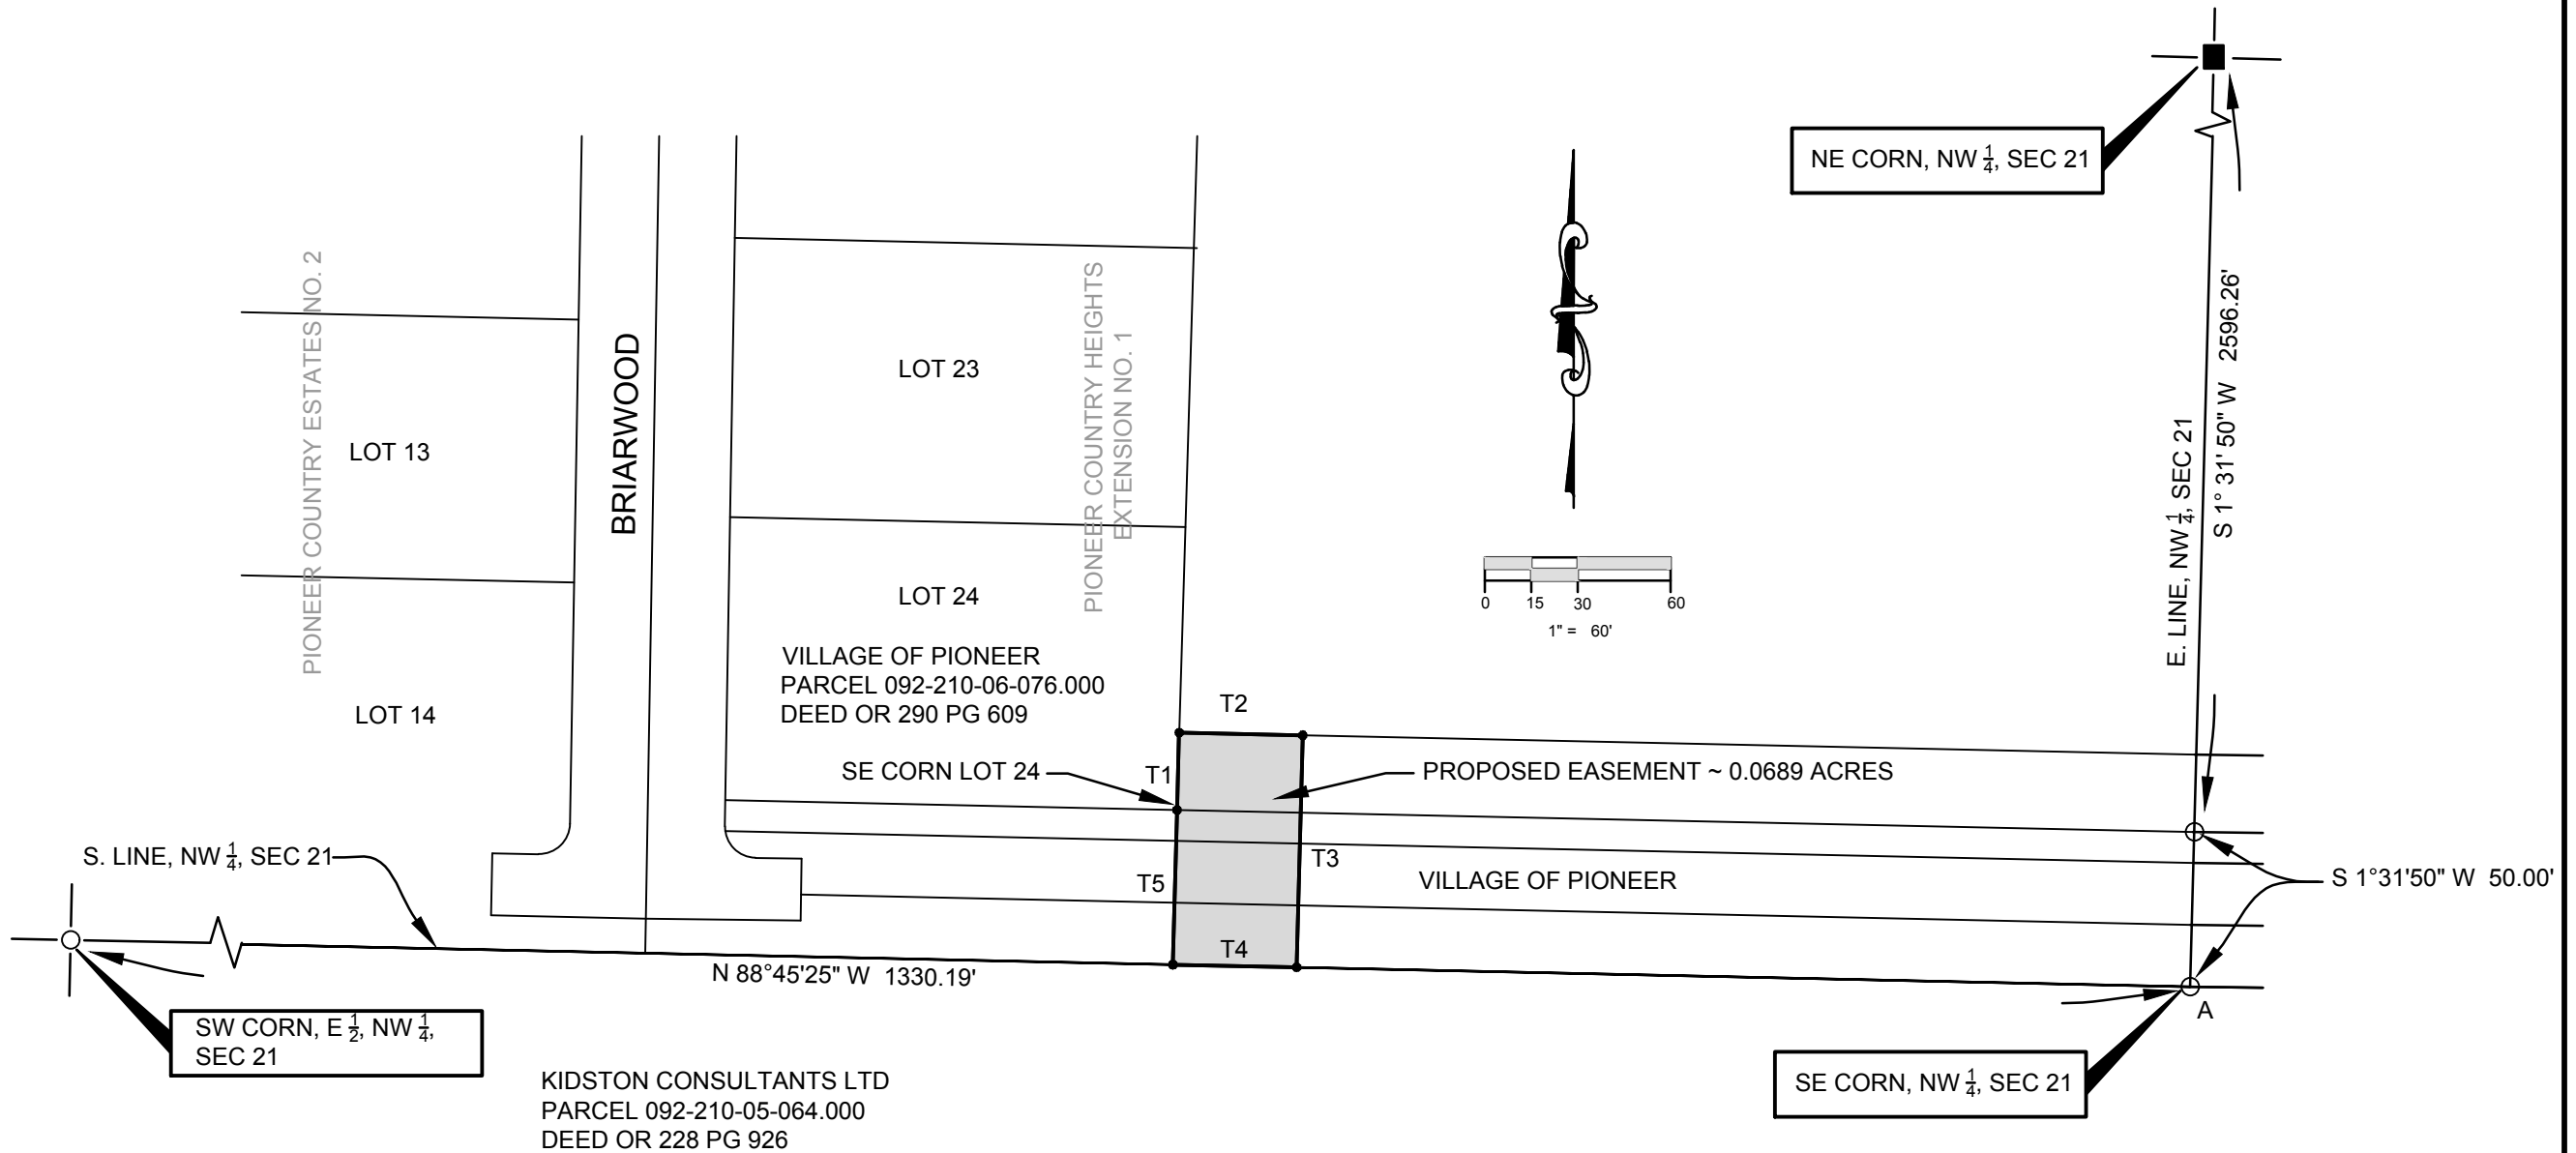 NE CORN, NW 1/4, SEC 21
PIONEER COUNTRY ESTATES NO. 2
BRIARWOOD
PIONEER COUNTRY HEIGHTS
EXTENSION NO. 1
LOT 23
LOT 13
LOT 24
LOT 14
E. LINE, NW 1/4, SEC 21
S 1° 31' 50" W 2596.26'
0 15 30 60
1" = 60'
VILLAGE OF PIONEER
PARCEL 092-210-06-076.000
DEED OR 290 PG 609
T2
SE CORN LOT 24
T1
PROPOSED EASEMENT ~ 0.0689 ACRES
T3
T5
VILLAGE OF PIONEER
S 1°31'50" W 50.00'
S. LINE, NW 1/4, SEC 21
T4
N 88°45'25" W 1330.19'
A
SW CORN, E 1/2, NW 1/4,
SEC 21
SE CORN, NW 1/4, SEC 21
KIDSTON CONSULTANTS LTD
PARCEL 092-210-05-064.000
DEED OR 228 PG 926